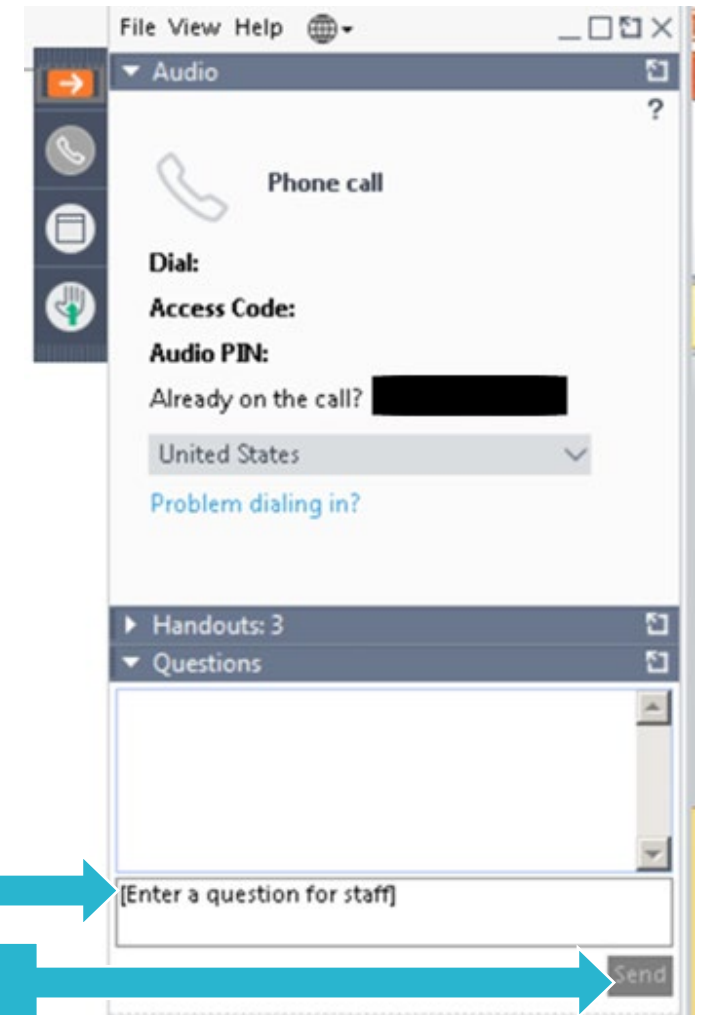 File View Help
Audio
?
Phone call
Dial:
Access Code:
Audio PIN:
Already on the call?
United States
Problem dialing in?
Handouts: 3
Questions
[Enter a question for staff]
Send